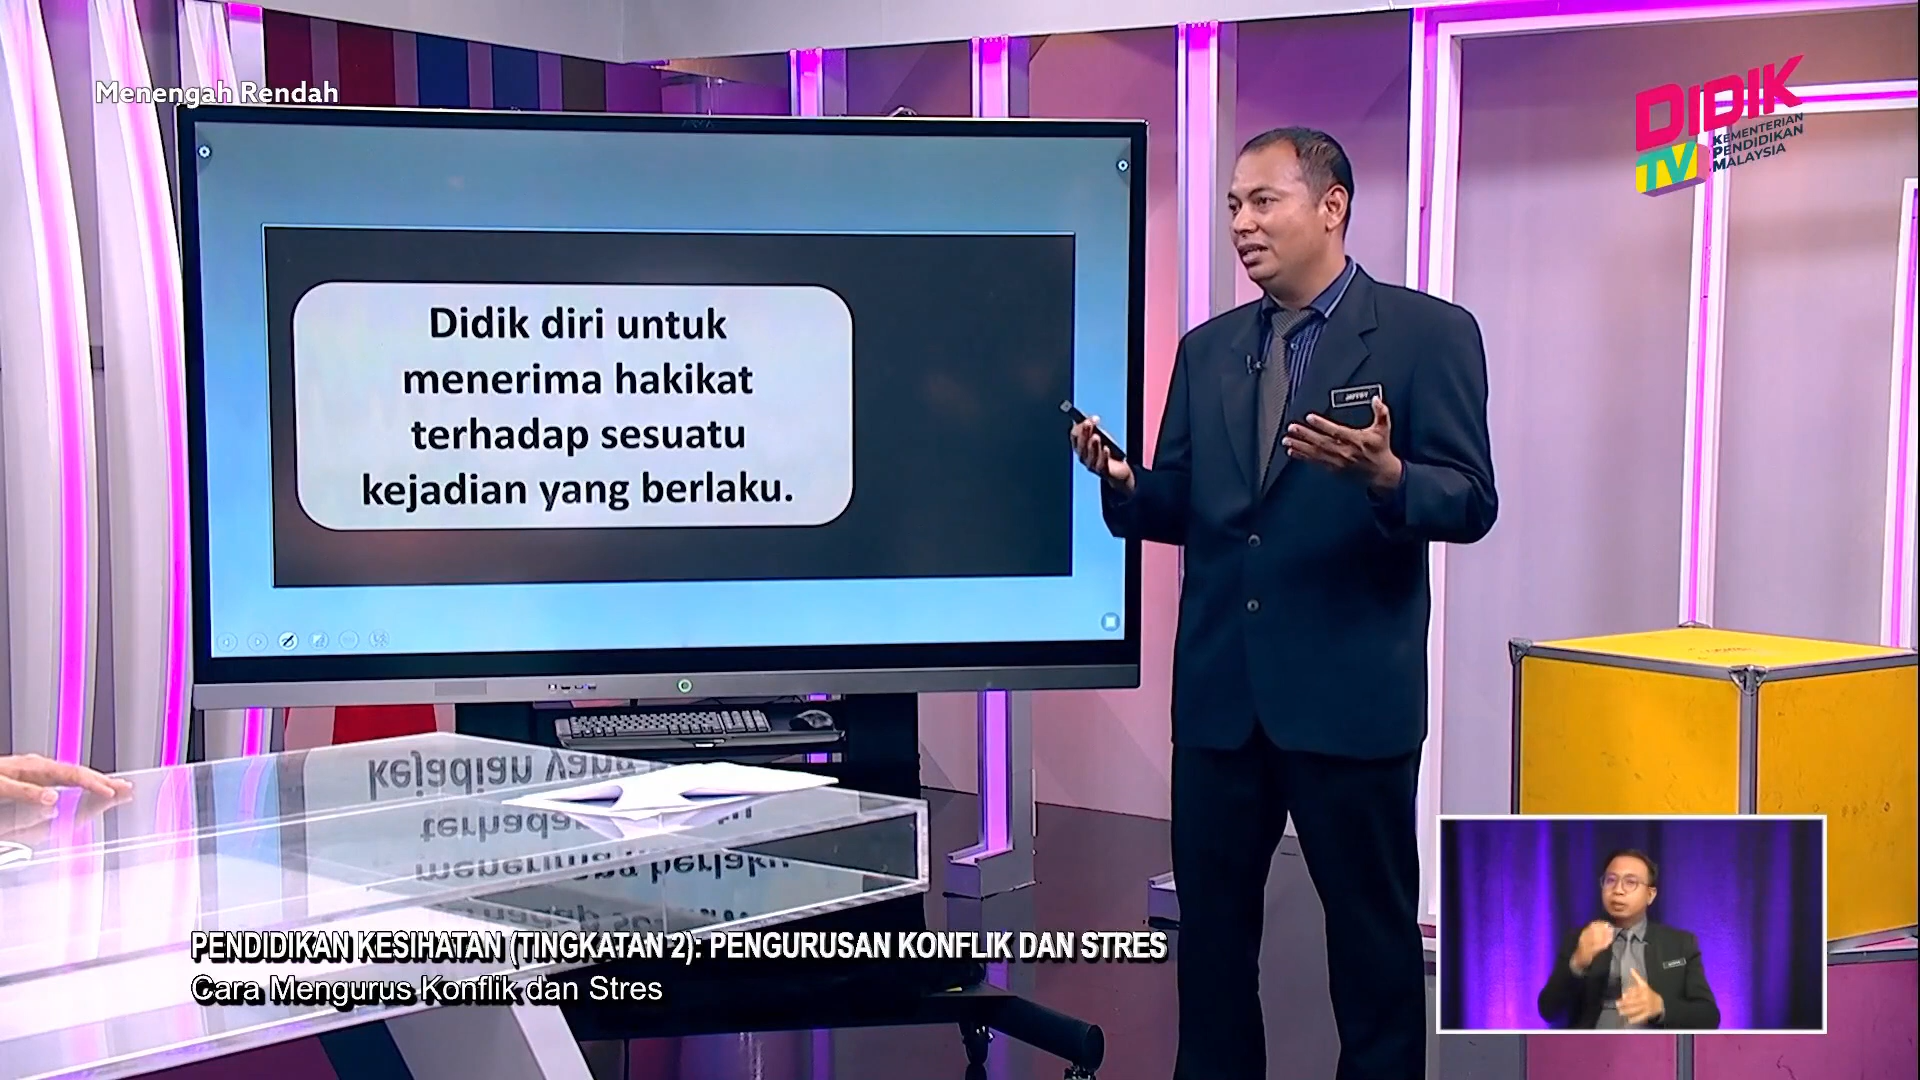 Menengah Rendah
DIDIK
TV
KEMENTERIAN
PENDIDIKAN
MALAYSIA
Didik diri untuk
menerima hakikat
terhadap sesuatu
kejadian yang berlaku.
PENDIDIKAN KESIHATAN (TINGKATAN 2): PENGURUSAN KONFLIK DAN STRES
Cara Mengurus Konflik dan Stres